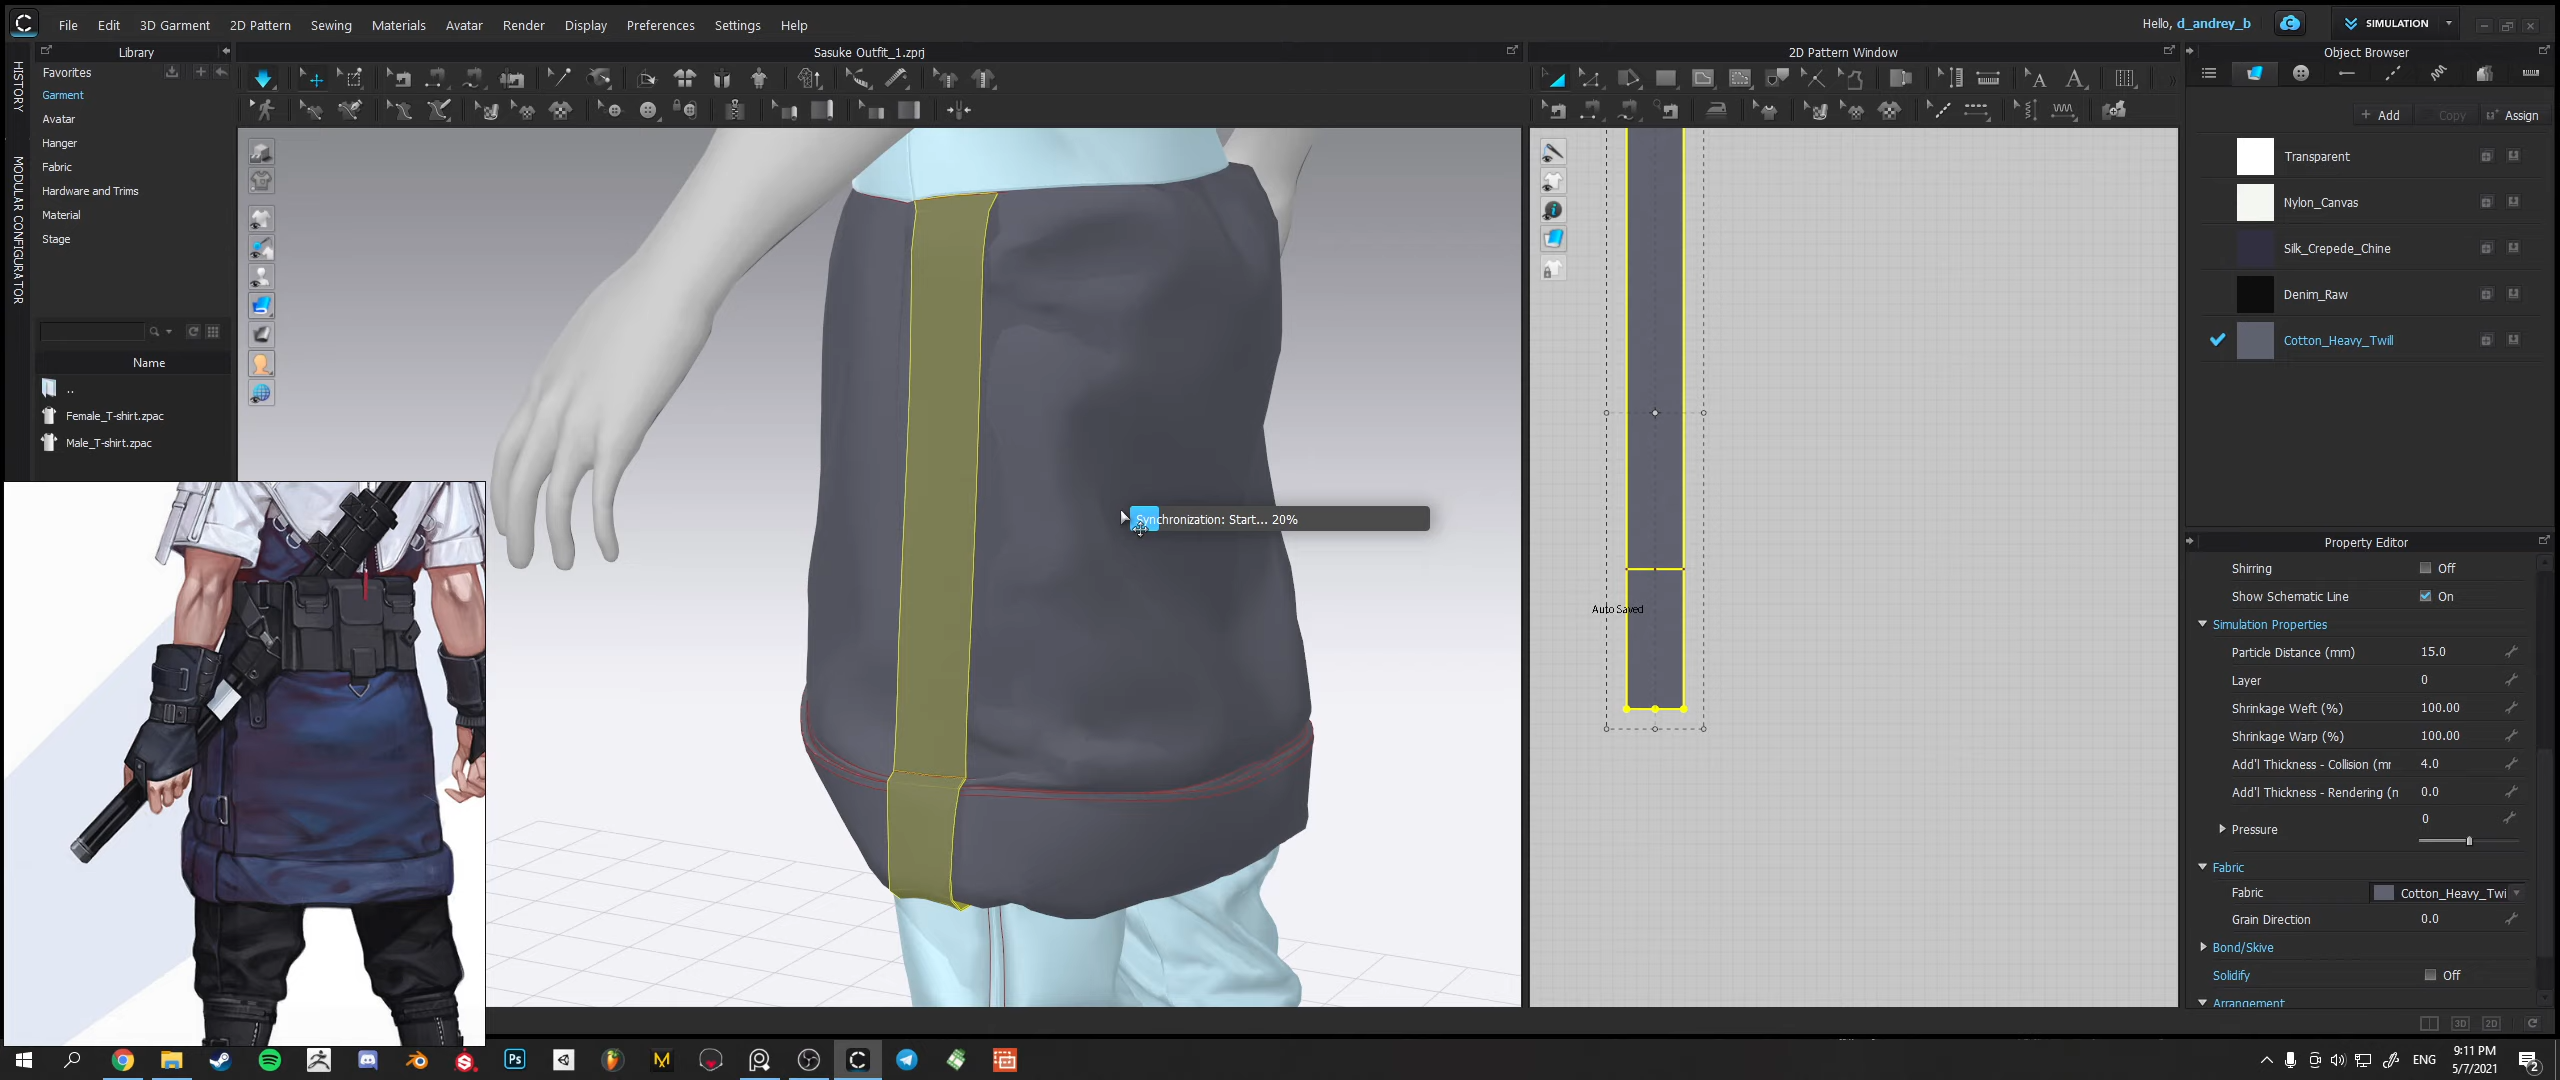 File Edit 3D Garment 2D Pattern Sewing Materials Avatar Render Display Preferences Settings Help
Hello, d_andrey_b
SIMULATION
HISTORY
MODULAR CONFIGURATOR
Library
Favorites
Garment
Avatar
Hanger
Fabric
Hardware and Trims
Material
Stage
Name
..
Female_T-shirt.zpac
Male_T-shirt.zpac
Sasuke Outfit_1.zprj
Synchronization: Start... 20%
2D Pattern Window
Auto Saved
Object Browser
Add Copy Assign
Transparent
Nylon_Canvas
Silk_Crepede_Chine
Denim_Raw
Cotton_Heavy_Twill
Property Editor
Shirring Off
Show Schematic Line On
Simulation Properties
Particle Distance (mm) 15.0
Layer 0
Shrinkage Weft (%) 100.00
Shrinkage Warp (%) 100.00
Add'l Thickness - Collision (mr 4.0
Add'l Thickness - Rendering (n 0.0
Pressure 0
Fabric
Fabric Cotton_Heavy_Twi
Grain Direction 0.0
Bond/Skive
Solidify Off
Arrangement
3D 2D
Ps
ENG
9:11 PM
5/7/2021
2